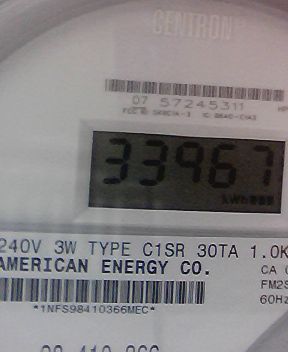 CENTRON
07 57245311
33967
kWh
240V 3W TYPE C1SR 30TA 1.0K
AMERICAN ENERGY CO.
CA
FM2S
60Hz
*1NFS98410366MEC*